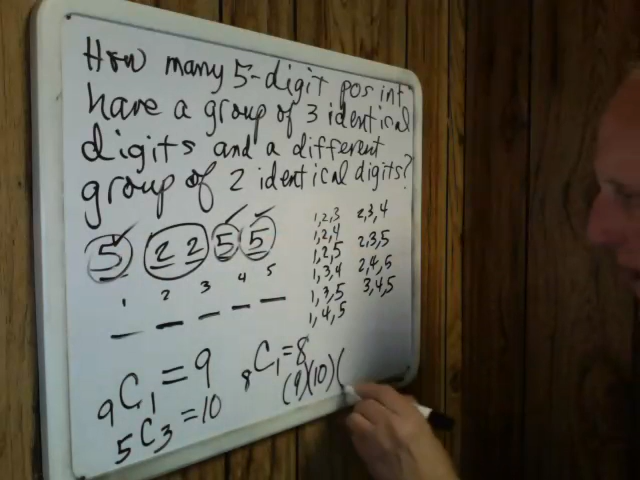 How many 5-digit pos int
have a group of 3 identical
digits and a different
group of 2 identical digits?
5 2 2 5 5
1 2 3 4 5
1,2,3
1,2,4
1,2,5
1,3,4
1,3,5
1,4,5
2,3,4
2,3,5
2,4,5
3,4,5
9C1 = 9
8C1 = 8
5C3 = 10
(9)(10)(